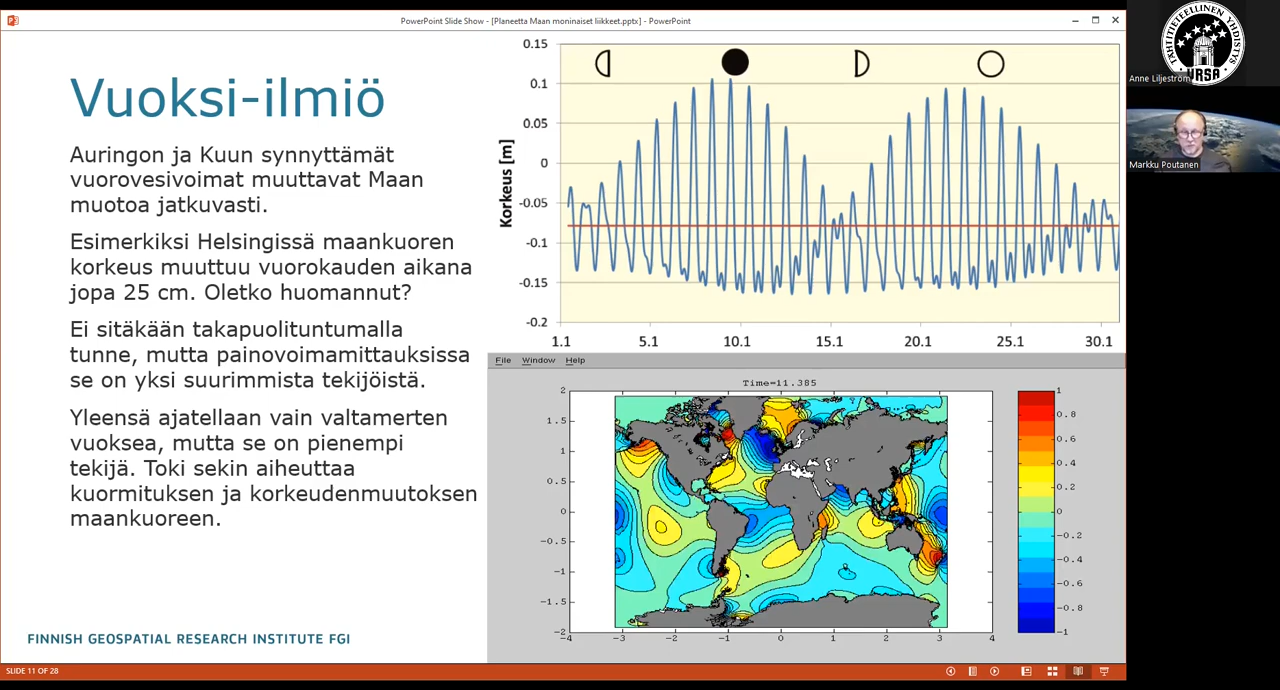 PowerPoint Slide Show - [Planeetta Maan moninaiset liikkeet.pptx] - PowerPoint
Vuoksi-ilmiö
Auringon ja Kuun synnyttämät
vuorovesivoimat muuttavat Maan
muotoa jatkuvasti.
Esimerkiksi Helsingissä maankuoren
korkeus muuttuu vuorokauden aikana
jopa 25 cm. Oletko huomannut?
Ei sitäkään takapuolituntumalla
tunne, mutta painovoimamittauksissa
se on yksi suurimmista tekijöistä.
Yleensä ajatellaan vain valtamerten
vuoksea, mutta se on pienempi
tekijä. Toki sekin aiheuttaa
kuormituksen ja korkeudenmuutoksen
maankuoreen.
FINNISH GEOSPATIAL RESEARCH INSTITUTE FGI
Korkeus [m]
0.15
0.1
0.05
0
-0.05
-0.1
-0.15
-0.2
1.1 5.1 10.1 15.1 20.1 25.1 30.1
File Window Help
Time=11.385
2
1.5
1
0.5
0
-0.5
-1
-1.5
-2
-4 -3 -2 -1 0 1 2 3 4
1
0.8
0.6
0.4
0.2
0
-0.2
-0.4
-0.6
-0.8
-1
SLIDE 11 OF 28
TÄHTITIETEELLINEN YHDISTYS
URSA
Anne Liljeström
Markku Poutanen